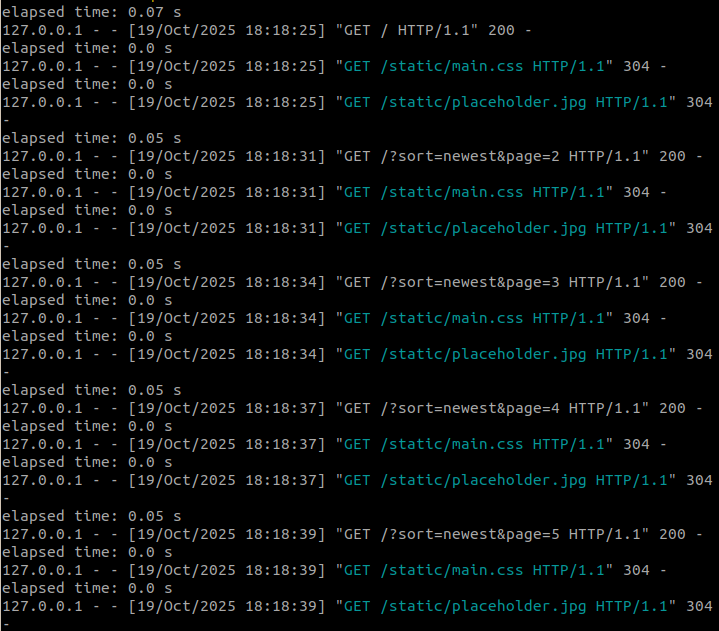 elapsed time: 0.07 s
127.0.0.1 - - [19/Oct/2025 18:18:25] "GET / HTTP/1.1" 200 -
elapsed time: 0.0 s
127.0.0.1 - - [19/Oct/2025 18:18:25] "GET /static/main.css HTTP/1.1" 304 -
elapsed time: 0.0 s
127.0.0.1 - - [19/Oct/2025 18:18:25] "GET /static/placeholder.jpg HTTP/1.1" 304
-
elapsed time: 0.05 s
127.0.0.1 - - [19/Oct/2025 18:18:31] "GET /?sort=newest&page=2 HTTP/1.1" 200 -
elapsed time: 0.0 s
127.0.0.1 - - [19/Oct/2025 18:18:31] "GET /static/main.css HTTP/1.1" 304 -
elapsed time: 0.0 s
127.0.0.1 - - [19/Oct/2025 18:18:31] "GET /static/placeholder.jpg HTTP/1.1" 304
-
elapsed time: 0.05 s
127.0.0.1 - - [19/Oct/2025 18:18:34] "GET /?sort=newest&page=3 HTTP/1.1" 200 -
elapsed time: 0.0 s
127.0.0.1 - - [19/Oct/2025 18:18:34] "GET /static/main.css HTTP/1.1" 304 -
elapsed time: 0.0 s
127.0.0.1 - - [19/Oct/2025 18:18:34] "GET /static/placeholder.jpg HTTP/1.1" 304
-
elapsed time: 0.05 s
127.0.0.1 - - [19/Oct/2025 18:18:37] "GET /?sort=newest&page=4 HTTP/1.1" 200 -
elapsed time: 0.0 s
127.0.0.1 - - [19/Oct/2025 18:18:37] "GET /static/main.css HTTP/1.1" 304 -
elapsed time: 0.0 s
127.0.0.1 - - [19/Oct/2025 18:18:37] "GET /static/placeholder.jpg HTTP/1.1" 304
-
elapsed time: 0.05 s
127.0.0.1 - - [19/Oct/2025 18:18:39] "GET /?sort=newest&page=5 HTTP/1.1" 200 -
elapsed time: 0.0 s
127.0.0.1 - - [19/Oct/2025 18:18:39] "GET /static/main.css HTTP/1.1" 304 -
elapsed time: 0.0 s
127.0.0.1 - - [19/Oct/2025 18:18:39] "GET /static/placeholder.jpg HTTP/1.1" 304
-